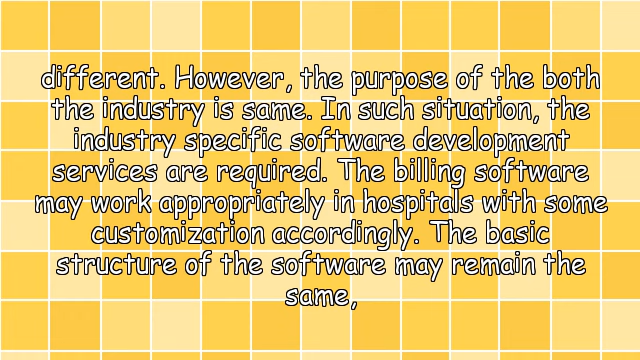 different. However, the purpose of the both
the industry is same. In such situation, the
industry specific software development
services are required. The billing software
may work appropriately in hospitals with some
customization accordingly. The basic
structure of the software may remain the
same,